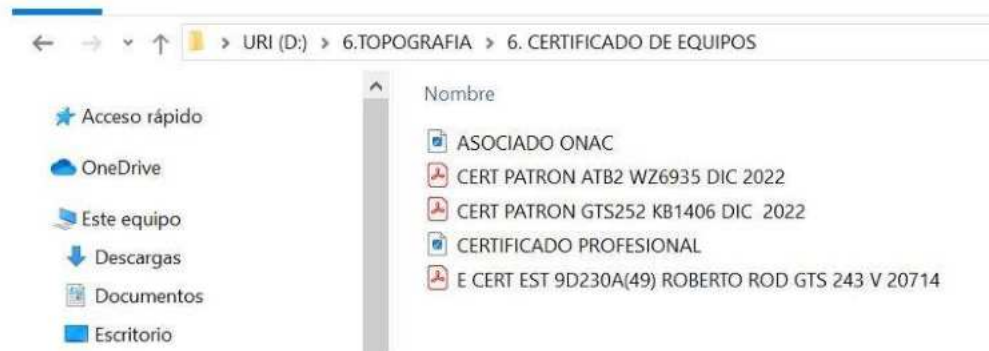 URI (D:) > 6.TOPOGRAFIA > 6. CERTIFICADO DE EQUIPOS
Acceso rápido
OneDrive
Este equipo
Descargas
Documentos
Escritorio
Nombre
ASOCIADO ONAC
CERT PATRON ATB2 WZ6935 DIC 2022
CERT PATRON GTS252 KB1406 DIC  2022
CERTIFICADO PROFESIONAL
E CERT EST 9D230A(49) ROBERTO ROD GTS 243 V 20714